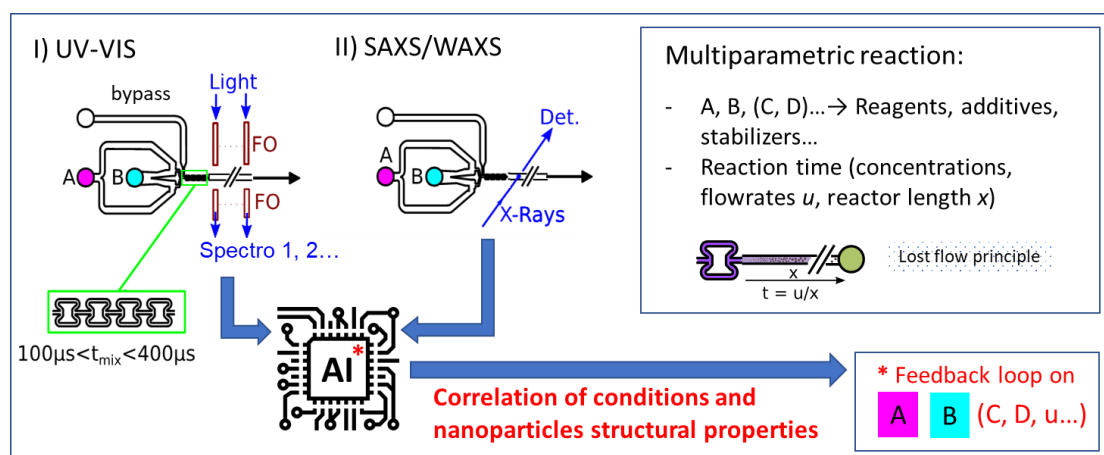 I) UV-VIS
bypass
Light
FO
A
B
FO
Spectro 1, 2…
100µs<tmix<400µs
II) SAXS/WAXS
Det.
A
B
X-Rays
Multiparametric reaction:
- A, B, (C, D)…→ Reagents, additives,
stabilizers…
- Reaction time (concentrations,
flowrates u, reactor length x)
x
t = u/x
Lost flow principle
AI*
Correlation of conditions and
nanoparticles structural properties
* Feedback loop on
A B (C, D, u…)